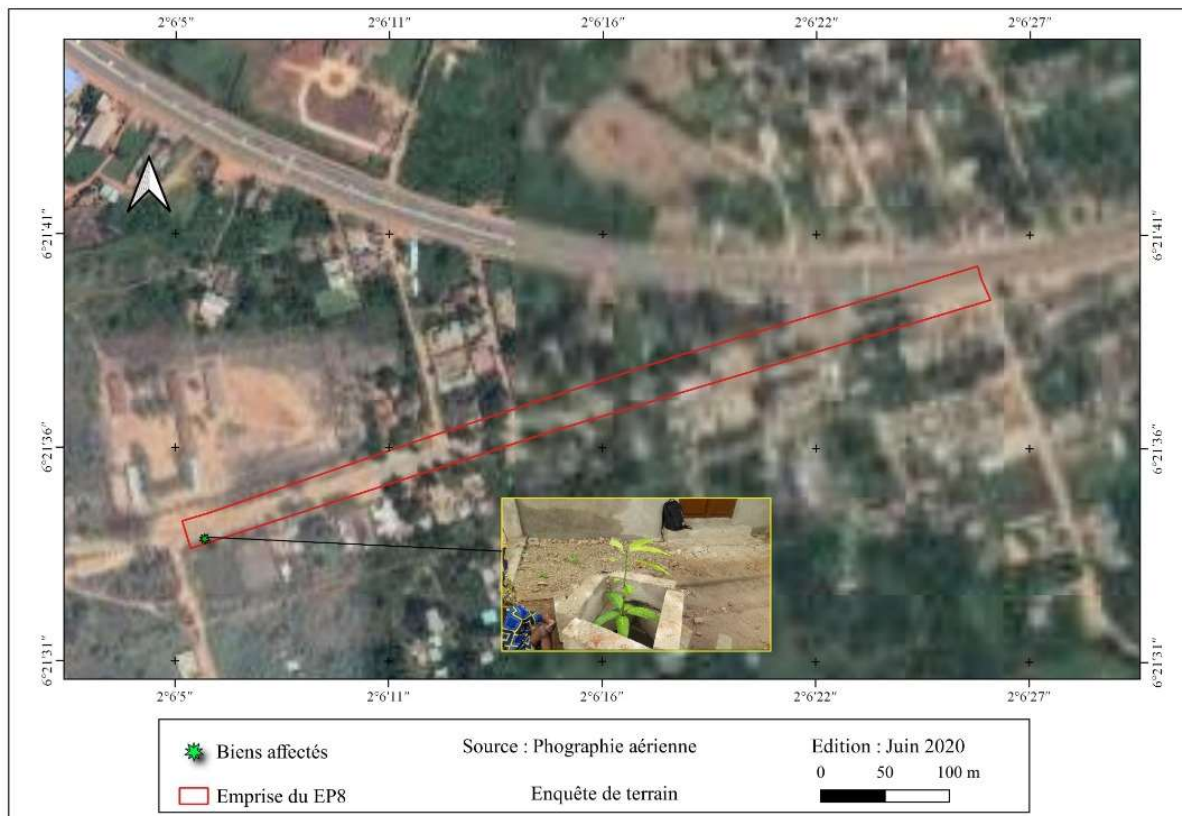 2°6'5" 2°6'11" 2°6'16" 2°6'22" 2°6'27"
6°21'41" 6°21'41"
6°21'36" 6°21'36"
6°21'31" 6°21'31"
2°6'5" 2°6'11" 2°6'16" 2°6'22" 2°6'27"
Biens affectés Source : Phographie aérienne Edition : Juin 2020
0 50 100 m
Emprise du EP8 Enquête de terrain